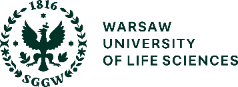 1816
SGGW
WARSAW
UNIVERSITY
OF LIFE SCIENCES